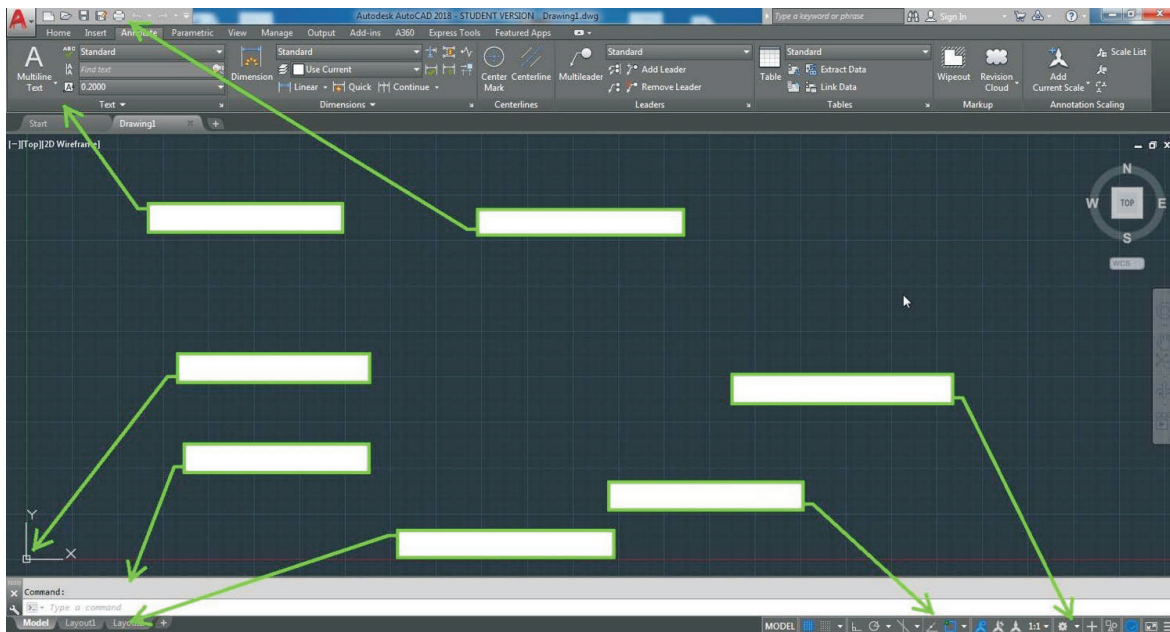 Autodesk AutoCAD 2018 - STUDENT VERSION Drawing1.dwg
Type a keyword or phrase
Sign In
Home Insert Annotate Parametric View Manage Output Add-ins A360 Express Tools Featured Apps
A
Multiline
Text
ABC
Standard
Find text
0.2000
Text
Dimension
Standard
Use Current
Linear
Quick
Continue
Dimensions
Center
Mark
Centerline
Centerlines
Multileader
Standard
Add Leader
Remove Leader
Leaders
Table
Standard
Extract Data
Link Data
Tables
Wipeout
Revision
Cloud
Markup
Add
Current Scale
Scale List
Annotation Scaling
Start
Drawing1
[−][Top][2D Wireframe]
N
W
TOP
E
S
WCS
Y
X
Command:
Type a command
Model
Layout1
MODEL
1:1